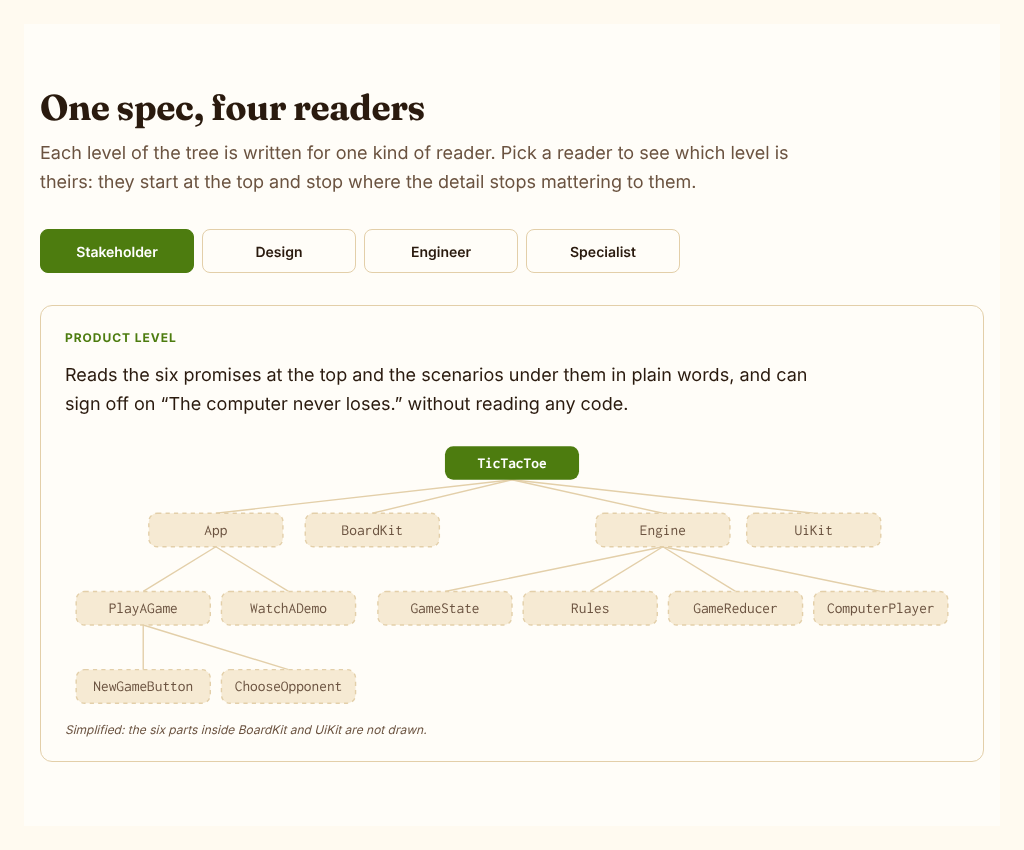 One spec, four readers
Each level of the tree is written for one kind of reader. Pick a reader to see which level is
theirs: they start at the top and stop where the detail stops mattering to them.
Stakeholder
Design
Engineer
Specialist
PRODUCT LEVEL
Reads the six promises at the top and the scenarios under them in plain words, and can
sign off on “The computer never loses.” without reading any code.
TicTacToe
App
BoardKit
Engine
UiKit
PlayAGame
WatchADemo
GameState
Rules
GameReducer
ComputerPlayer
NewGameButton
ChooseOpponent
Simplified: the six parts inside BoardKit and UiKit are not drawn.